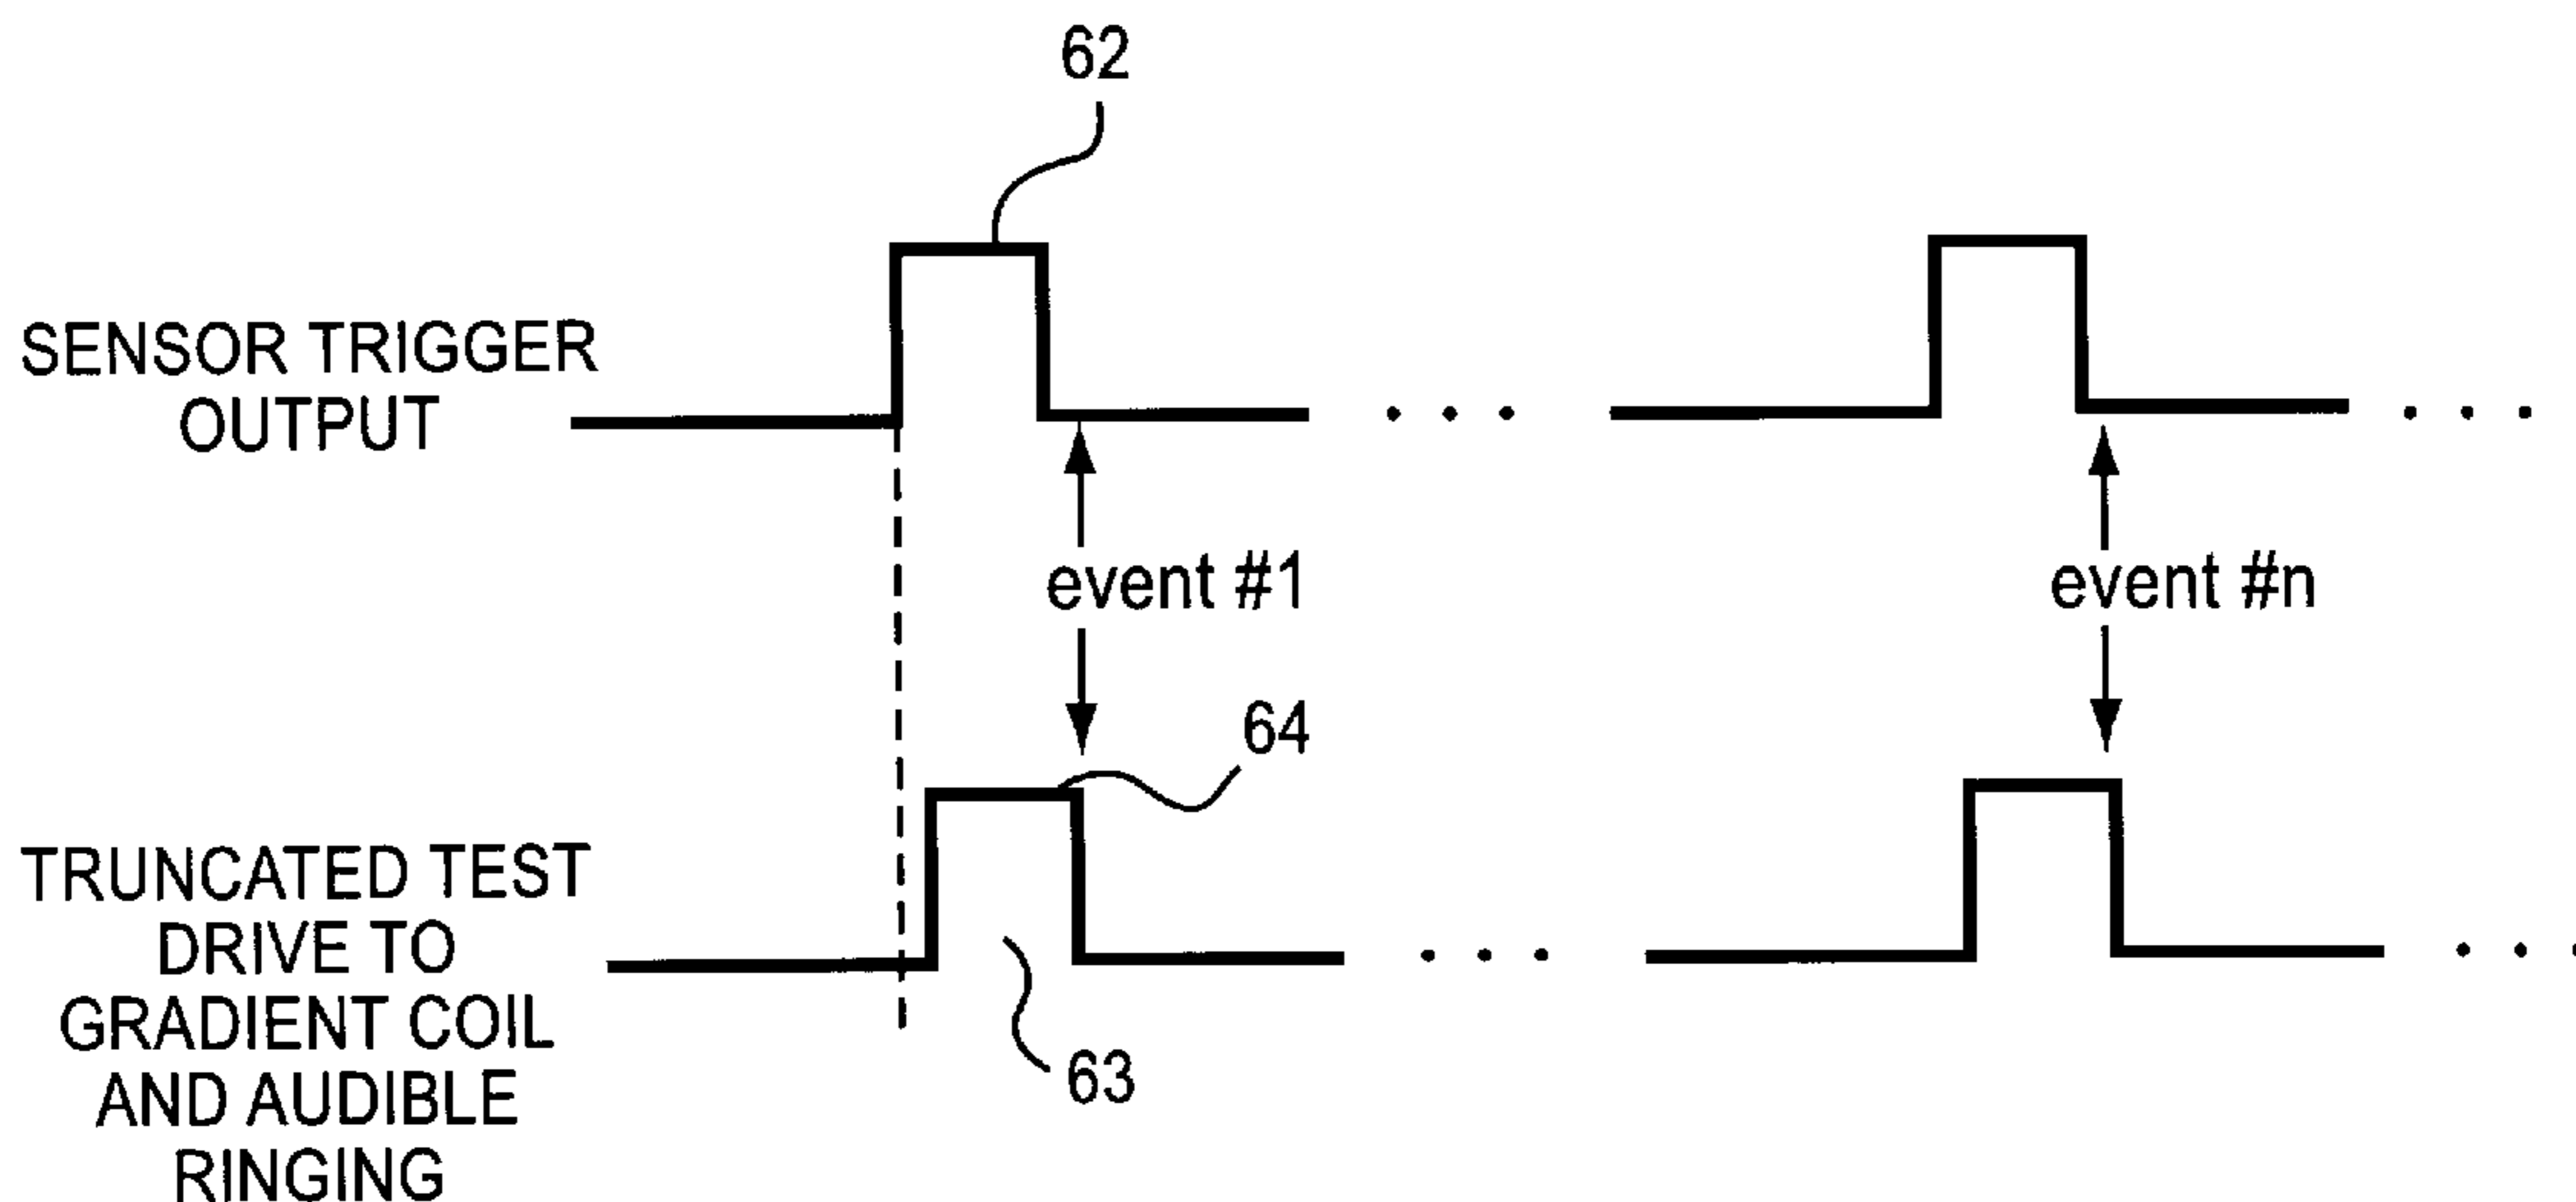 62
SENSOR TRIGGER
OUTPUT
event #1
event #n
64
TRUNCATED TEST
DRIVE TO
GRADIENT COIL
AND AUDIBLE
RINGING
63